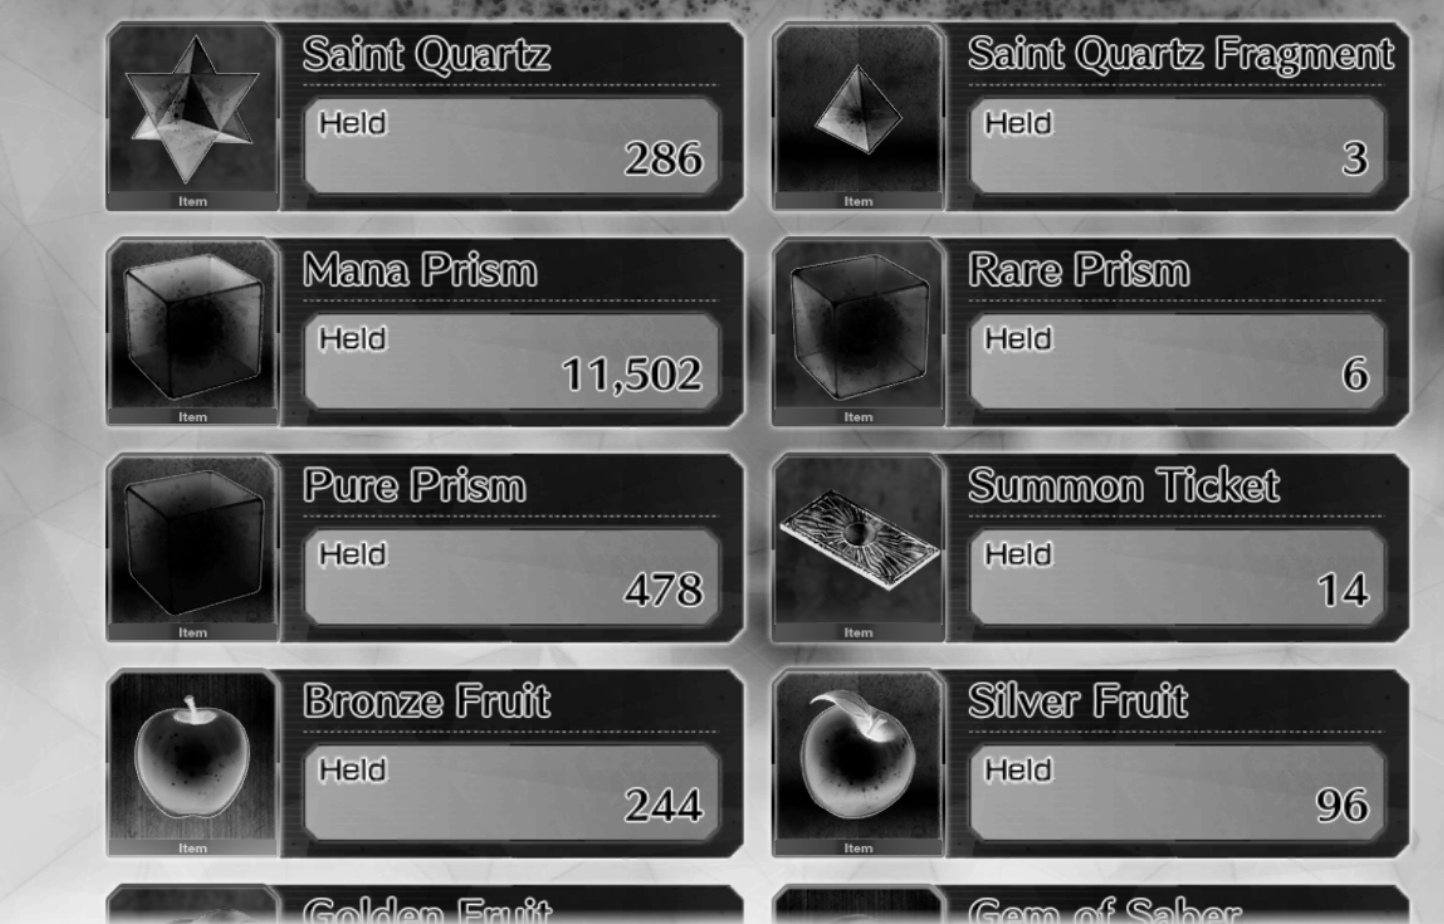 Saint Quartz
Held
286
Item
Saint Quartz Fragment
Held
3
Item
Mana Prism
Held
11,502
Item
Rare Prism
Held
6
Item
Pure Prism
Held
478
Item
Summon Ticket
Held
14
Item
Bronze Fruit
Held
244
Item
Silver Fruit
Held
96
Item
Golden Fruit
Gem of Saber